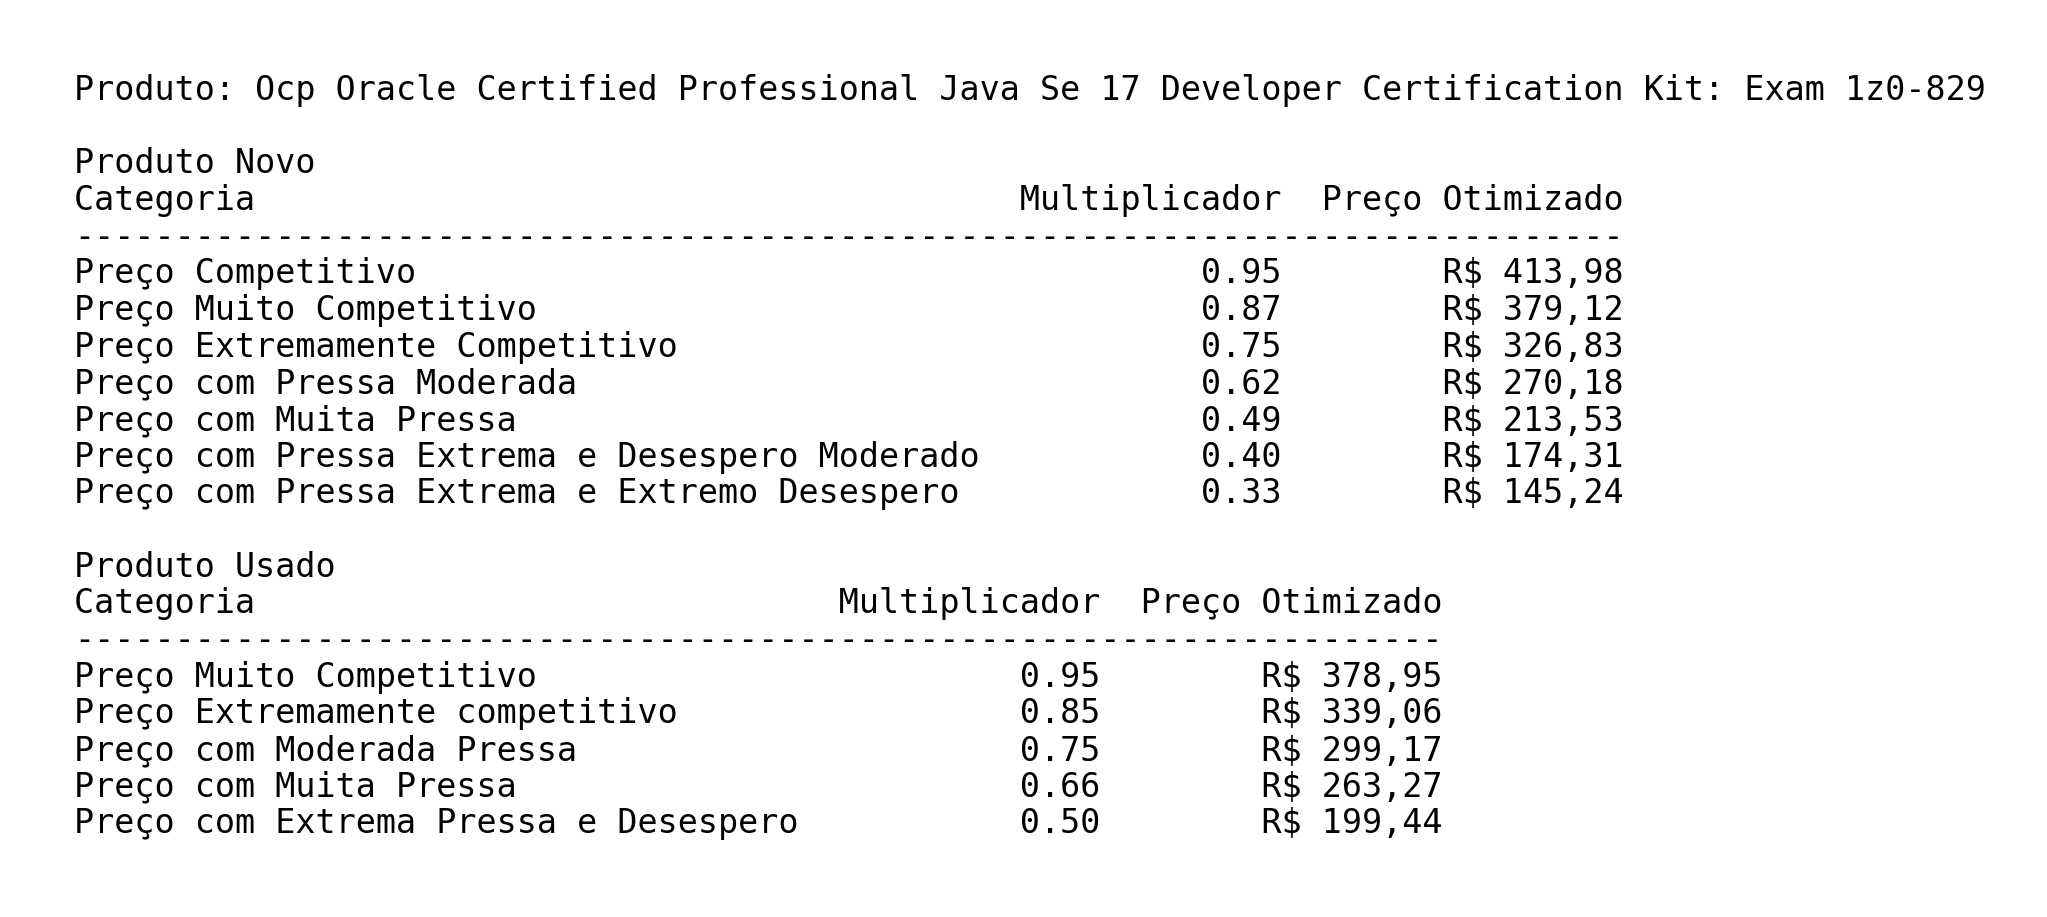 Produto: Ocp Oracle Certified Professional Java Se 17 Developer Certification Kit: Exam 1z0-829
Produto Novo
Categoria Multiplicador Preço Otimizado
-----------------------------------------------------------------------------
Preço Competitivo 0.95 R$ 413,98
Preço Muito Competitivo 0.87 R$ 379,12
Preço Extremamente Competitivo 0.75 R$ 326,83
Preço com Pressa Moderada 0.62 R$ 270,18
Preço com Muita Pressa 0.49 R$ 213,53
Preço com Pressa Extrema e Desespero Moderado 0.40 R$ 174,31
Preço com Pressa Extrema e Extremo Desespero 0.33 R$ 145,24
Produto Usado
Categoria Multiplicador Preço Otimizado
--------------------------------------------------------------------
Preço Muito Competitivo 0.95 R$ 378,95
Preço Extremamente competitivo 0.85 R$ 339,06
Preço com Moderada Pressa 0.75 R$ 299,17
Preço com Muita Pressa 0.66 R$ 263,27
Preço com Extrema Pressa e Desespero 0.50 R$ 199,44